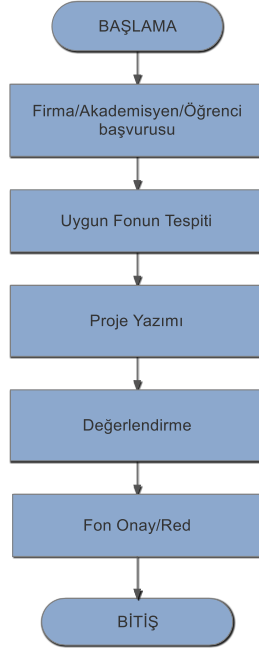 BAŞLAMA
Firma/Akademisyen/Öğrenci
başvurusu
Uygun Fonun Tespiti
Proje Yazımı
Değerlendirme
Fon Onay/Red
BİTİŞ